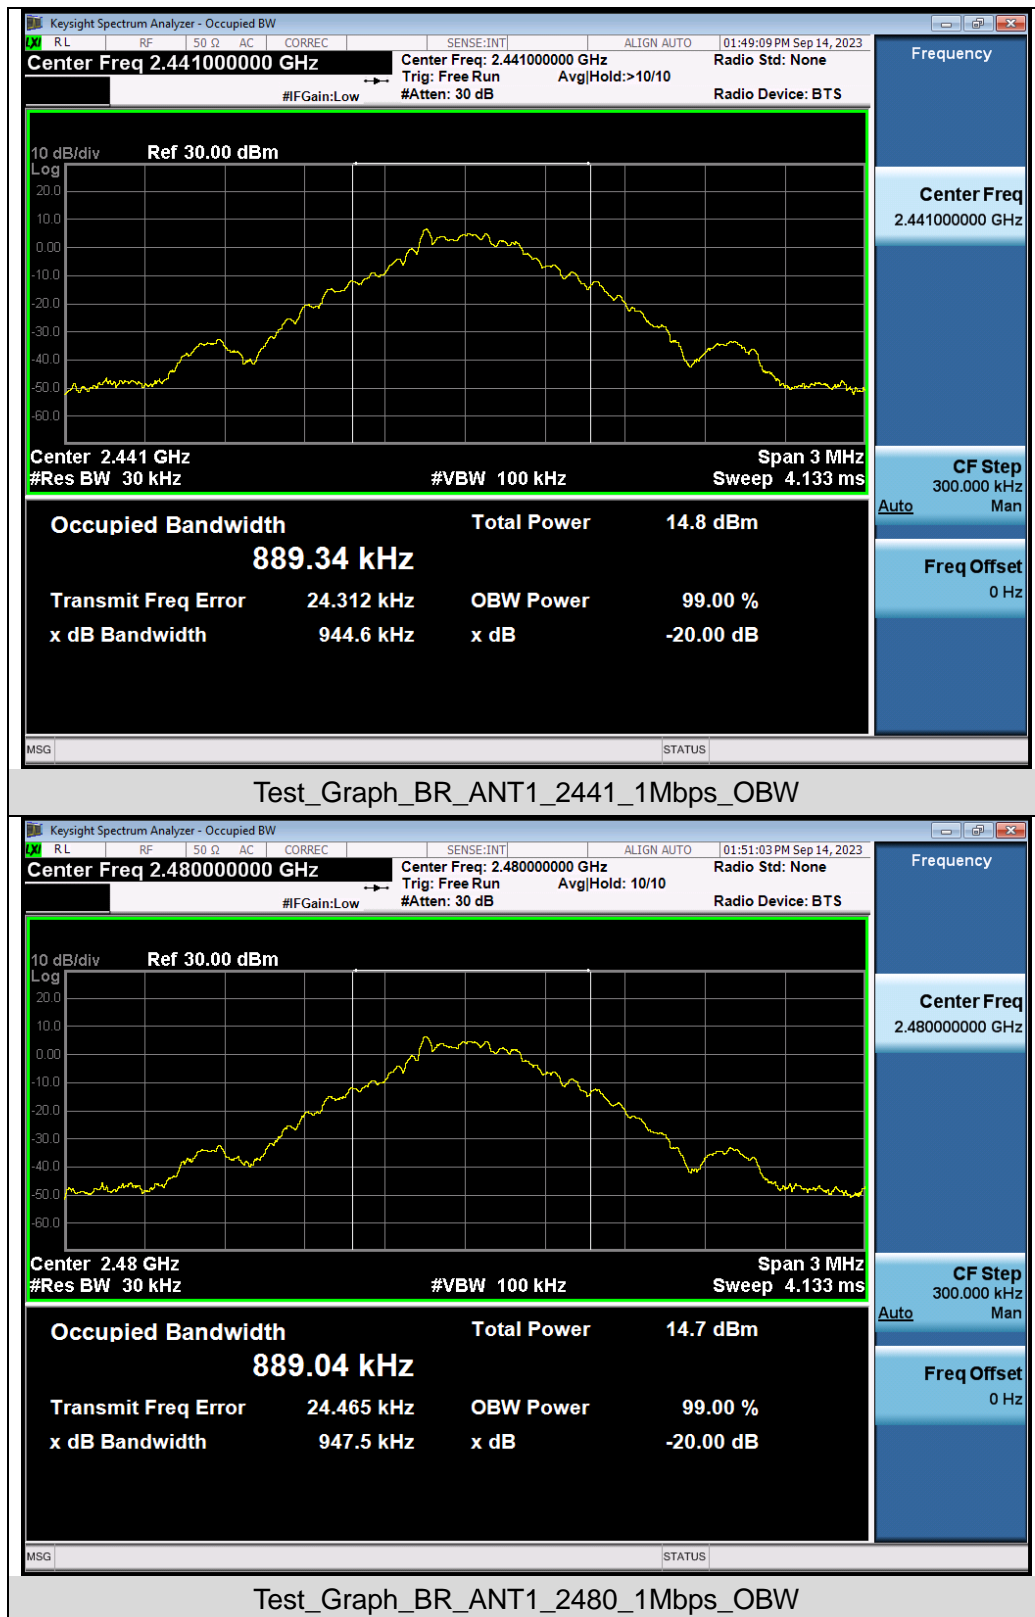 Keysight Spectrum Analyzer - Occupied BW
LXI RL RF 50 Ω AC CORREC SENSE:INT ALIGN AUTO 01:49:09 PM Sep 14, 2023
Center Freq 2.441000000 GHz
Center Freq: 2.441000000 GHz Radio Std: None
Trig: Free Run Avg|Hold:>10/10
#IFGain:Low #Atten: 30 dB Radio Device: BTS
Frequency
10 dB/div Ref 30.00 dBm
Log
20.0
10.0
0.00
-10.0
-20.0
-30.0
-40.0
-50.0
-60.0
Center 2.441 GHz Span 3 MHz
#Res BW 30 kHz #VBW 100 kHz Sweep 4.133 ms
Center Freq
2.441000000 GHz
CF Step
300.000 kHz
Auto Man
Freq Offset
0 Hz
Occupied Bandwidth Total Power 14.8 dBm
889.34 kHz
Transmit Freq Error 24.312 kHz OBW Power 99.00 %
x dB Bandwidth 944.6 kHz x dB -20.00 dB
MSG STATUS
Test_Graph_BR_ANT1_2441_1Mbps_OBW
Keysight Spectrum Analyzer - Occupied BW
LXI RL RF 50 Ω AC CORREC SENSE:INT ALIGN AUTO 01:51:03 PM Sep 14, 2023
Center Freq 2.480000000 GHz
Center Freq: 2.480000000 GHz Radio Std: None
Trig: Free Run Avg|Hold: 10/10
#IFGain:Low #Atten: 30 dB Radio Device: BTS
Frequency
10 dB/div Ref 30.00 dBm
Log
20.0
10.0
0.00
-10.0
-20.0
-30.0
-40.0
-50.0
-60.0
Center 2.48 GHz Span 3 MHz
#Res BW 30 kHz #VBW 100 kHz Sweep 4.133 ms
Center Freq
2.480000000 GHz
CF Step
300.000 kHz
Auto Man
Freq Offset
0 Hz
Occupied Bandwidth Total Power 14.7 dBm
889.04 kHz
Transmit Freq Error 24.465 kHz OBW Power 99.00 %
x dB Bandwidth 947.5 kHz x dB -20.00 dB
MSG STATUS
Test_Graph_BR_ANT1_2480_1Mbps_OBW